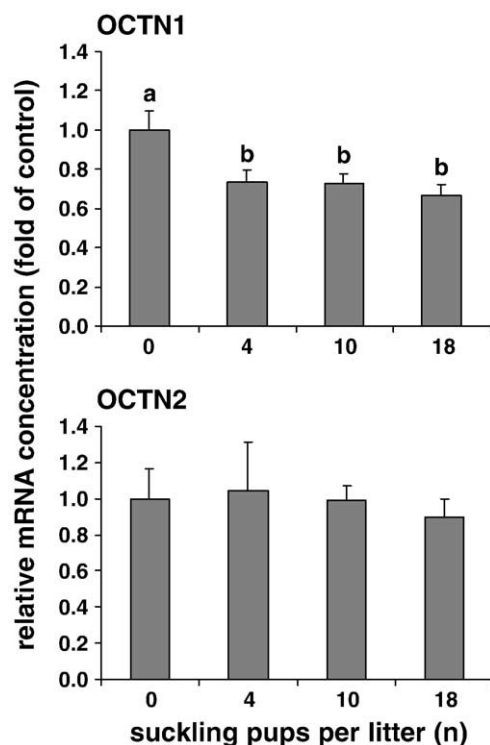 OCTN1
relative mRNA concentration (fold of control)
1.4
1.2
1.0
0.8
0.6
0.4
0.2
0.0
a
b
b
b
0 4 10 18
OCTN2
1.4
1.2
1.0
0.8
0.6
0.4
0.2
0.0
0 4 10 18
suckling pups per litter (n)